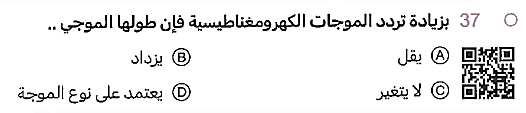 37 بزيادة تردد الموجات الكهرومغناطيسية فإن طولها الموجي ..
A يقل B يزداد
C لا يتغير D يعتمد على نوع الموجة